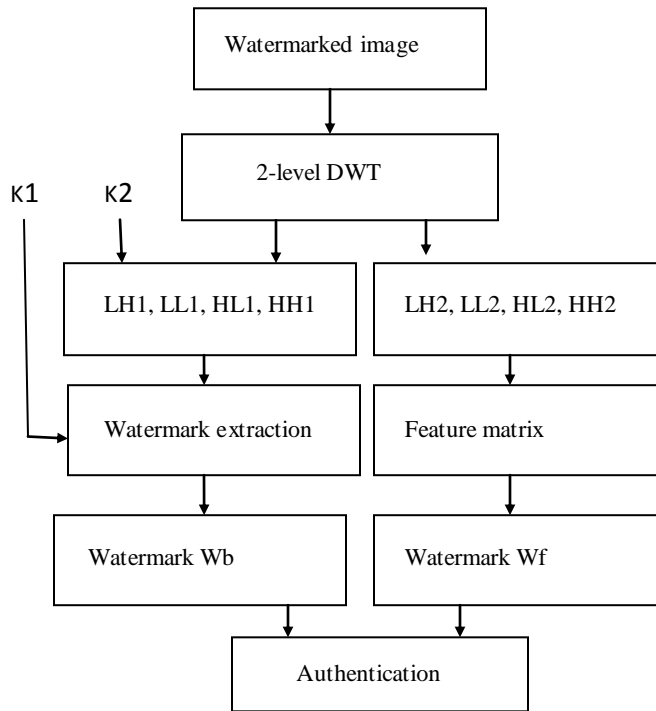 Watermarked image
2-level DWT
K1
K2
LH1, LL1, HL1, HH1
LH2, LL2, HL2, HH2
Watermark extraction
Feature matrix
Watermark Wb
Watermark Wf
Authentication